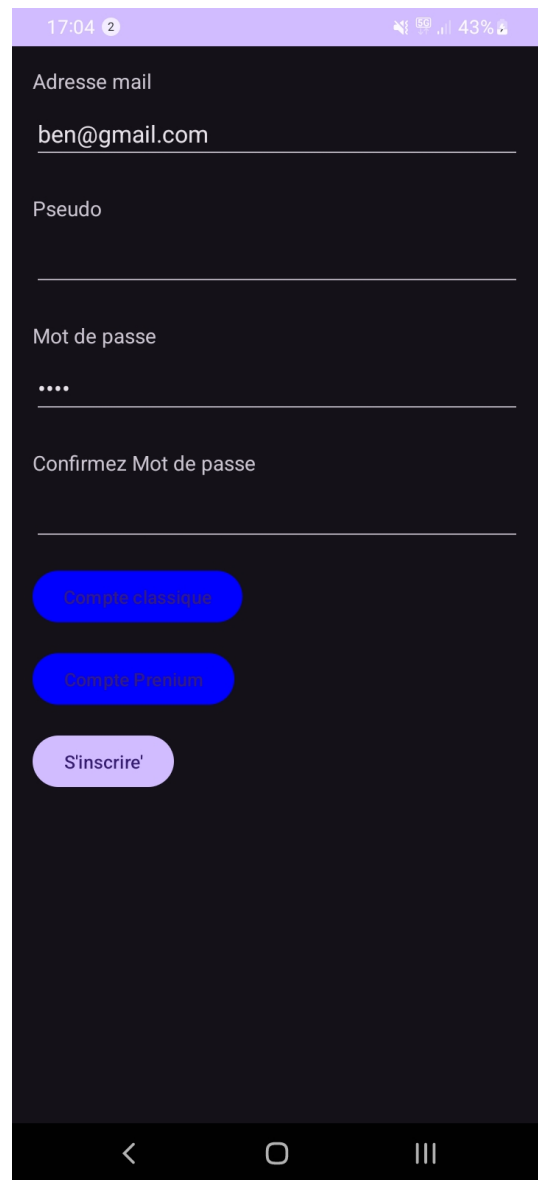 17:04 2 5G 43%
Adresse mail
ben@gmail.com
Pseudo
Mot de passe
••••
Confirmez Mot de passe
Compte classique
Compte Prenium
S'inscrire'